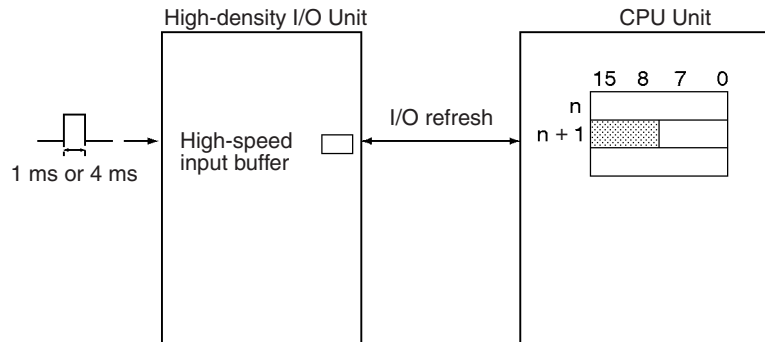 High-density I/O Unit
CPU Unit
15 8 7 0
n
n + 1
I/O refresh
High-speed
input buffer
1 ms or 4 ms